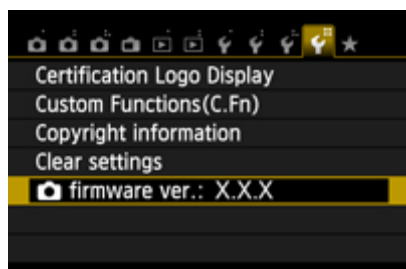 Certification Logo Display
Custom Functions(C.Fn)
Copyright information
Clear settings
firmware ver.: X.X.X